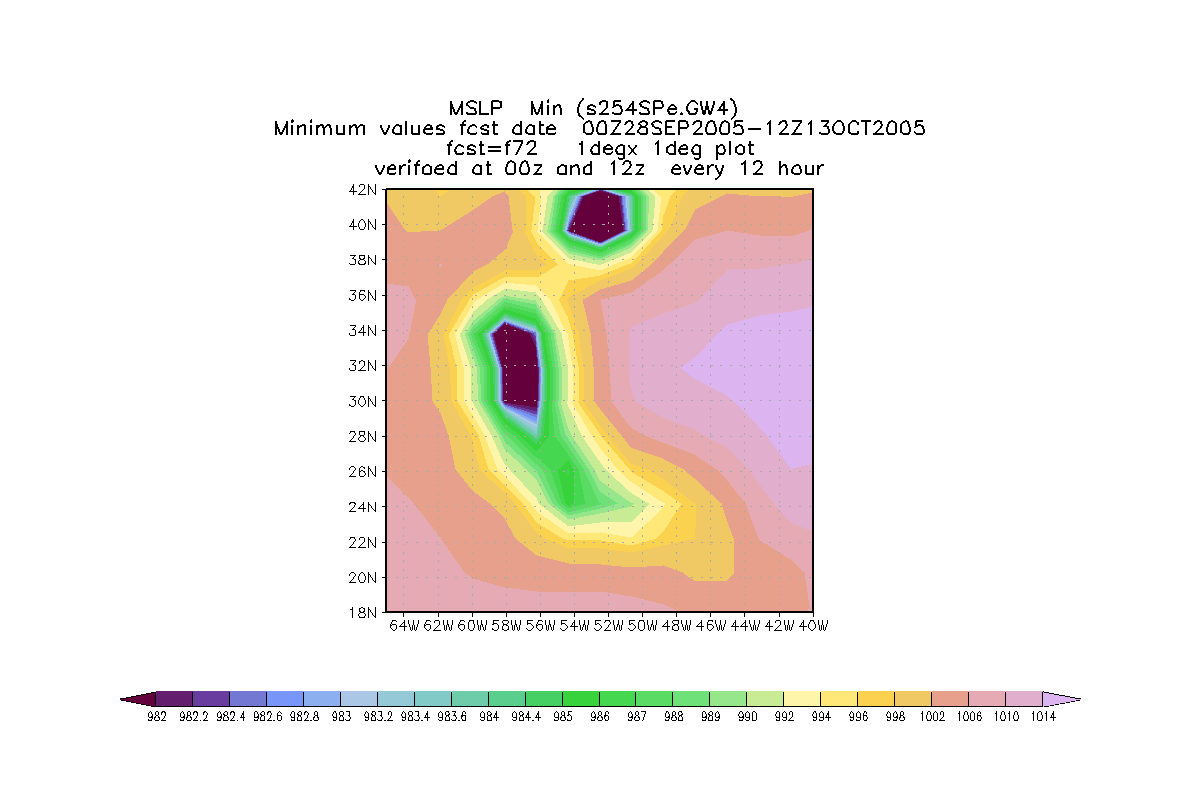 MSLP Min (s254SPe.GW4)
Minimum values fcst date 00Z28SEP2005-12Z13OCT2005
fcst=f72 1degx 1deg plot
verifaed at 00z and 12z every 12 hour
42N
40N
38N
36N
34N
32N
30N
28N
26N
24N
22N
20N
18N
64W 62W 60W 58W 56W 54W 52W 50W 48W 46W 44W 42W 40W
982 982.2 982.4 982.6 982.8 983 983.2 983.4 983.6 984 984.4 985 986 987 988 989 990 992 994 996 998 1002 1006 1010 1014